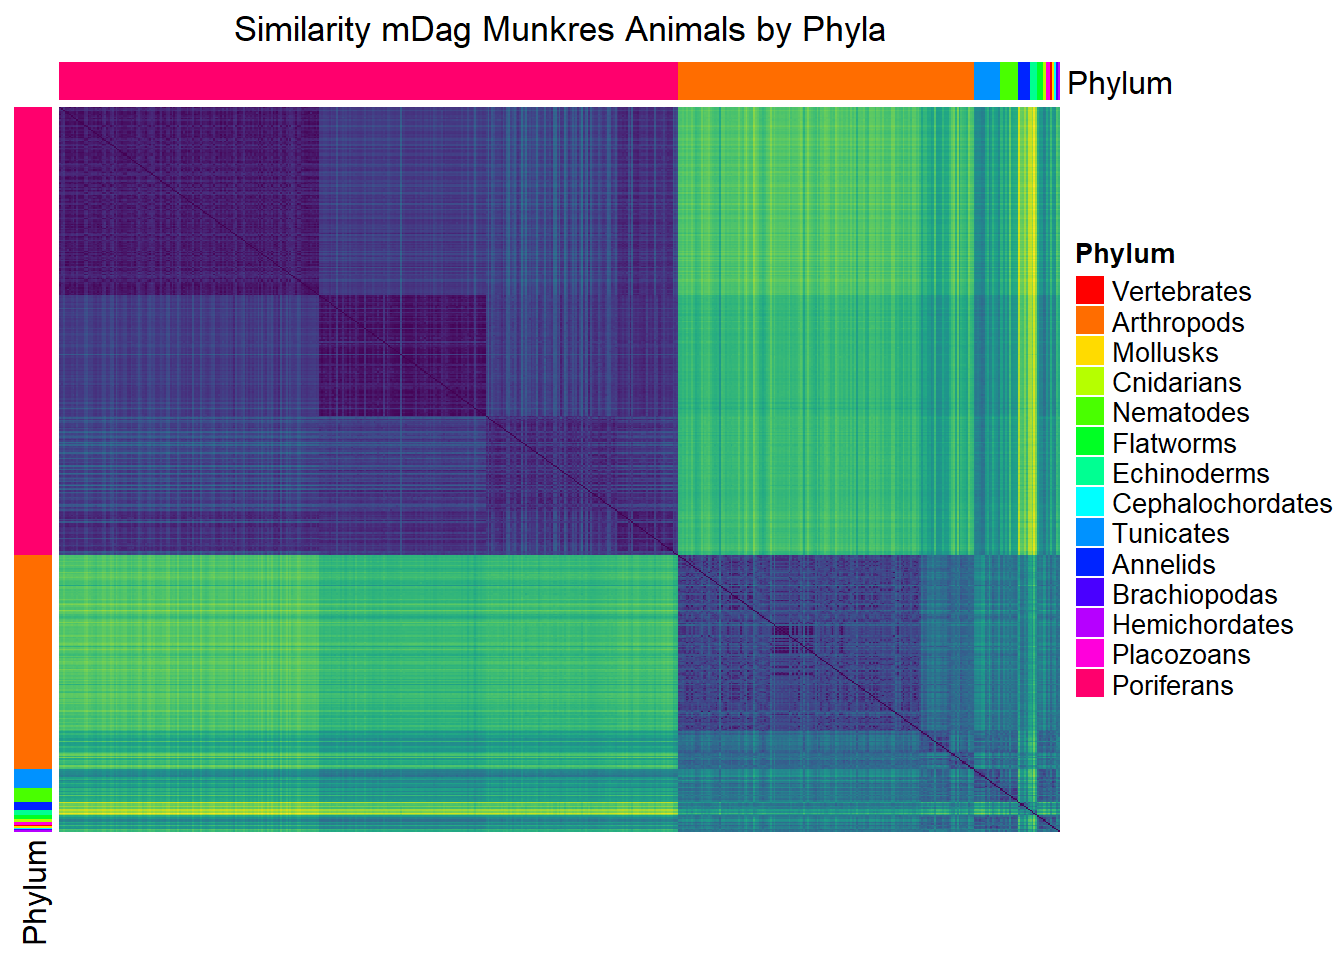 Similarity mDag Munkres Animals by Phyla
Phylum
Phylum
Vertebrates
Arthropods
Mollusks
Cnidarians
Nematodes
Flatworms
Echinoderms
Cephalochordates
Tunicates
Annelids
Brachiopodas
Hemichordates
Placozoans
Poriferans
Phylum